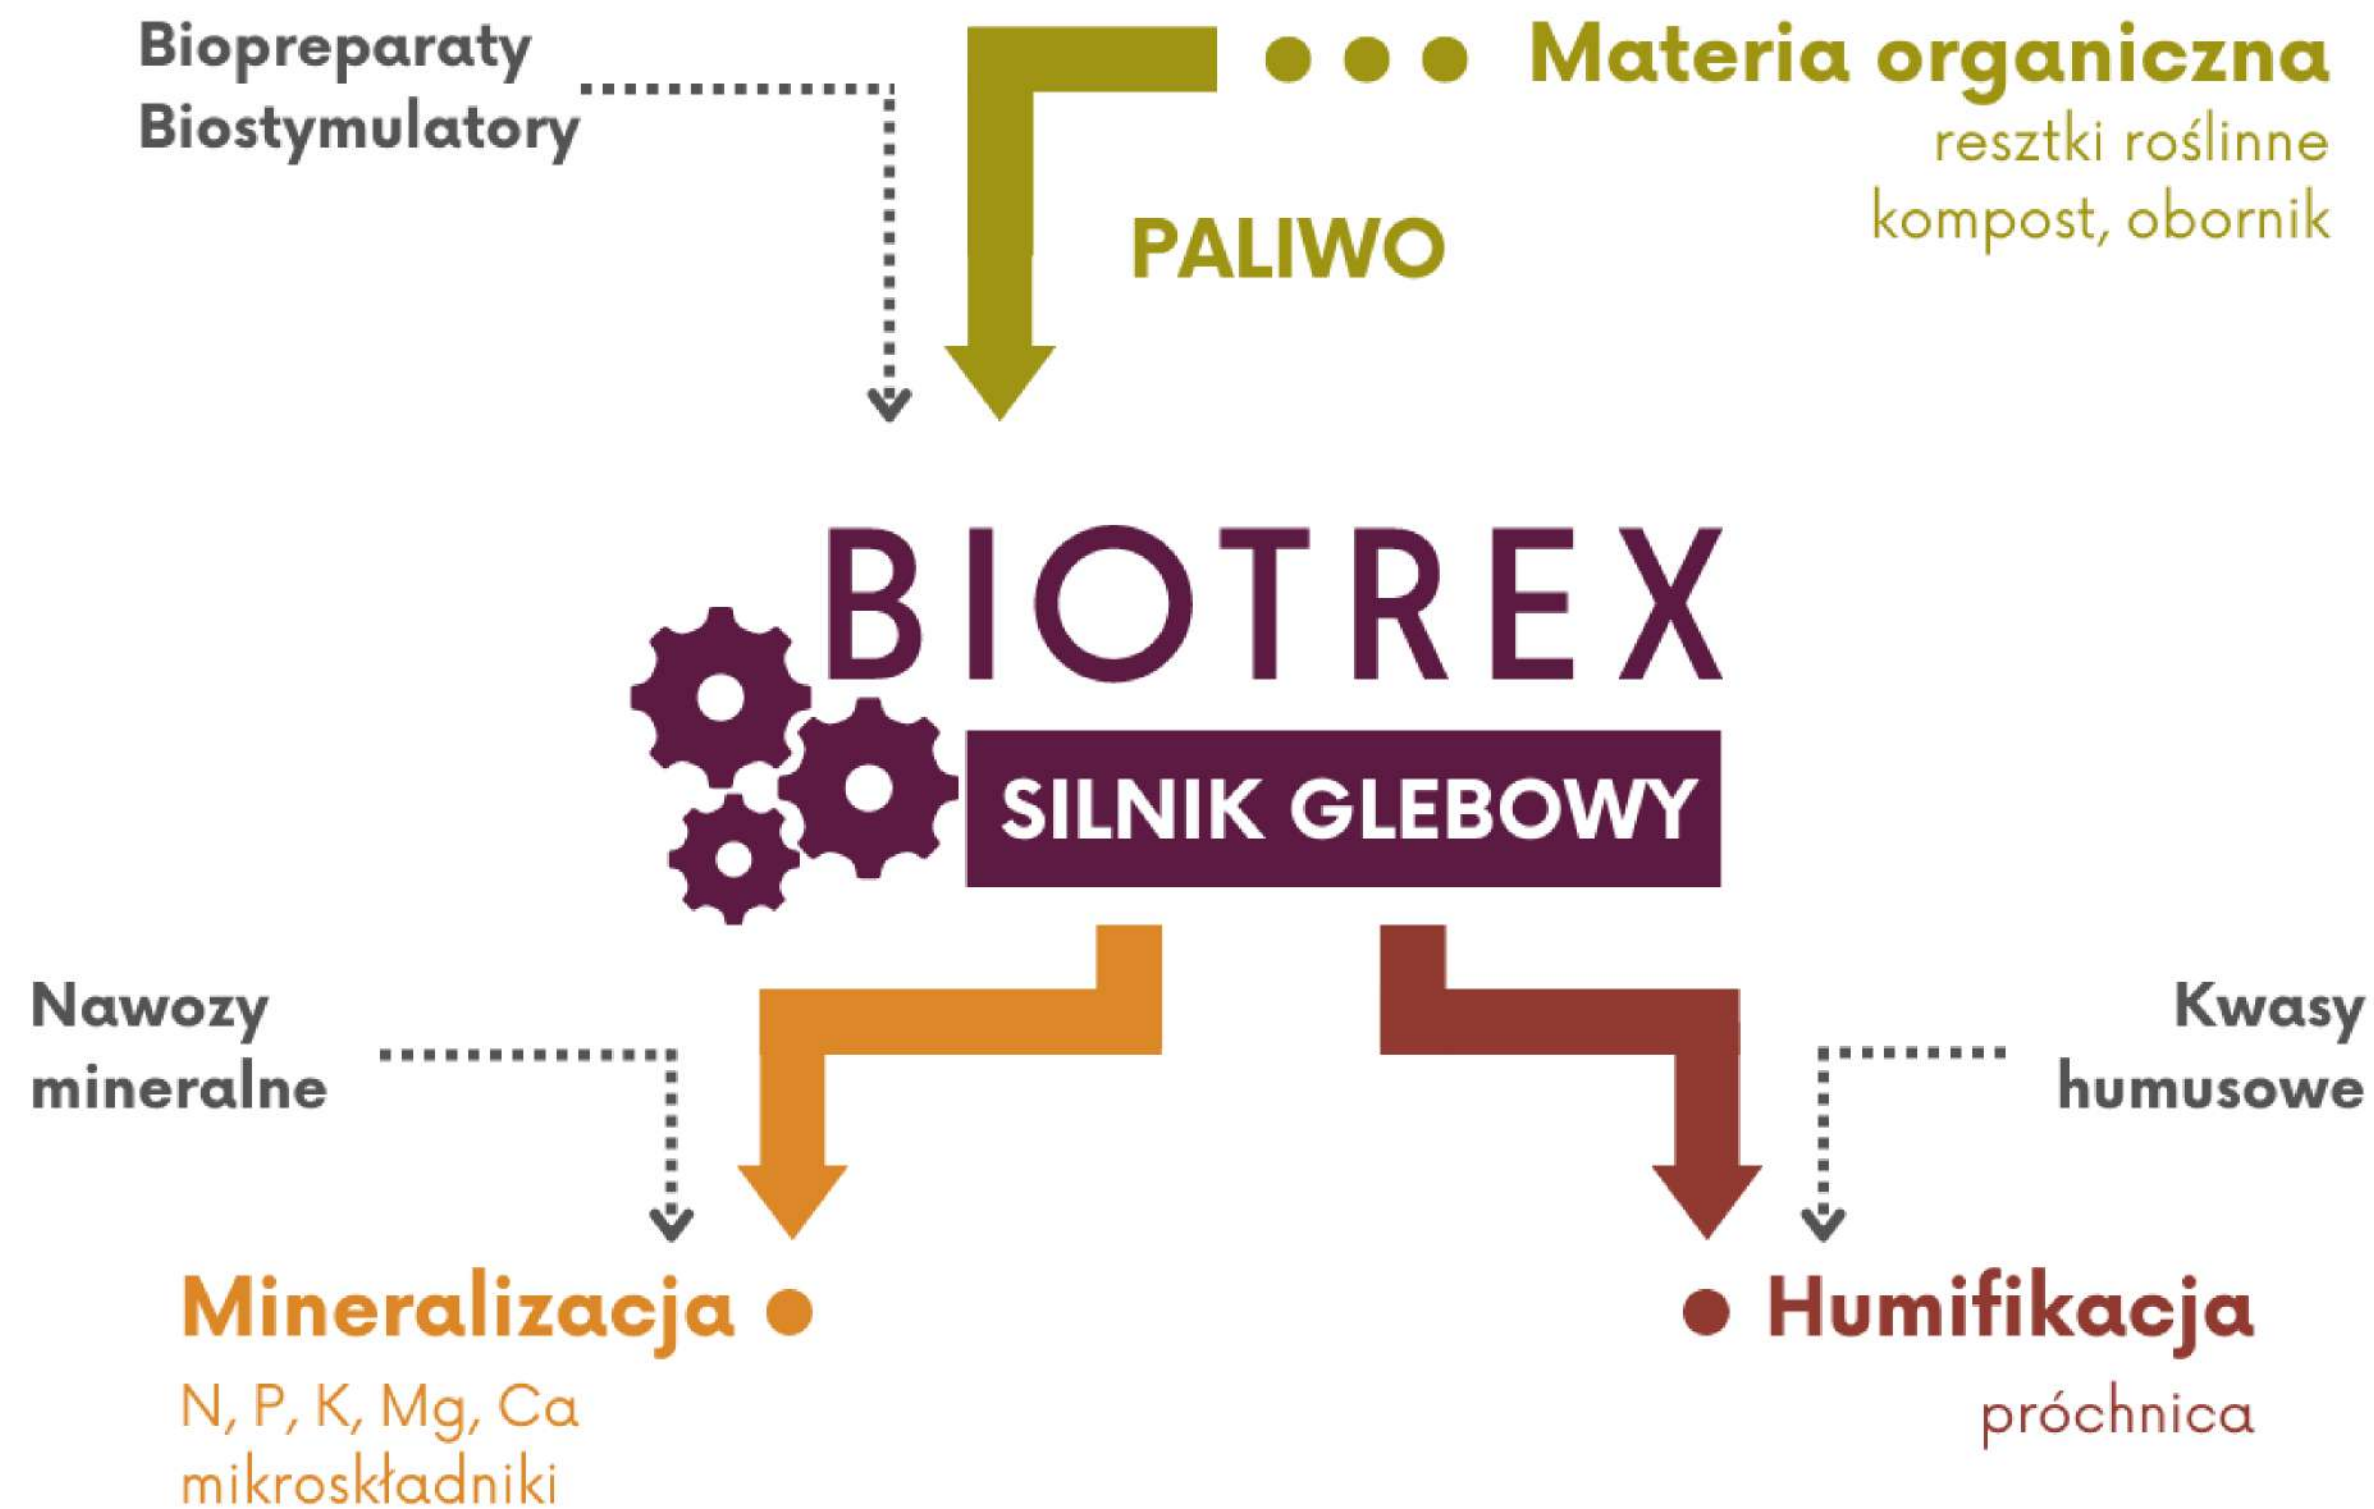 Biopreparaty
Biostymulatory
Materia organiczna
resztki roślinne
kompost, obornik
PALIWO
BIOTREX
SILNIK GLEBOWY
Nawozy
mineralne
Kwasy
humusowe
Mineralizacja
N, P, K, Mg, Ca
mikroskładniki
Humifikacja
próchnica